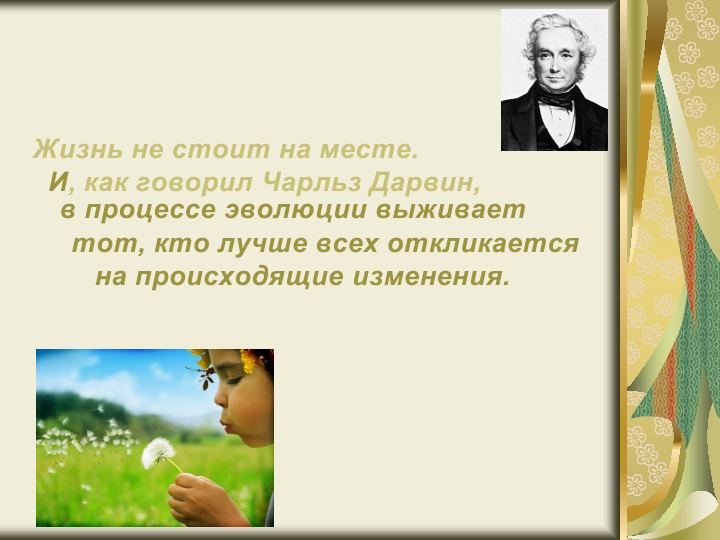 Жизнь не стоит на месте.
И, как говорил Чарльз Дарвин,
в процессе эволюции выживает
тот, кто лучше всех откликается
на происходящие изменения.